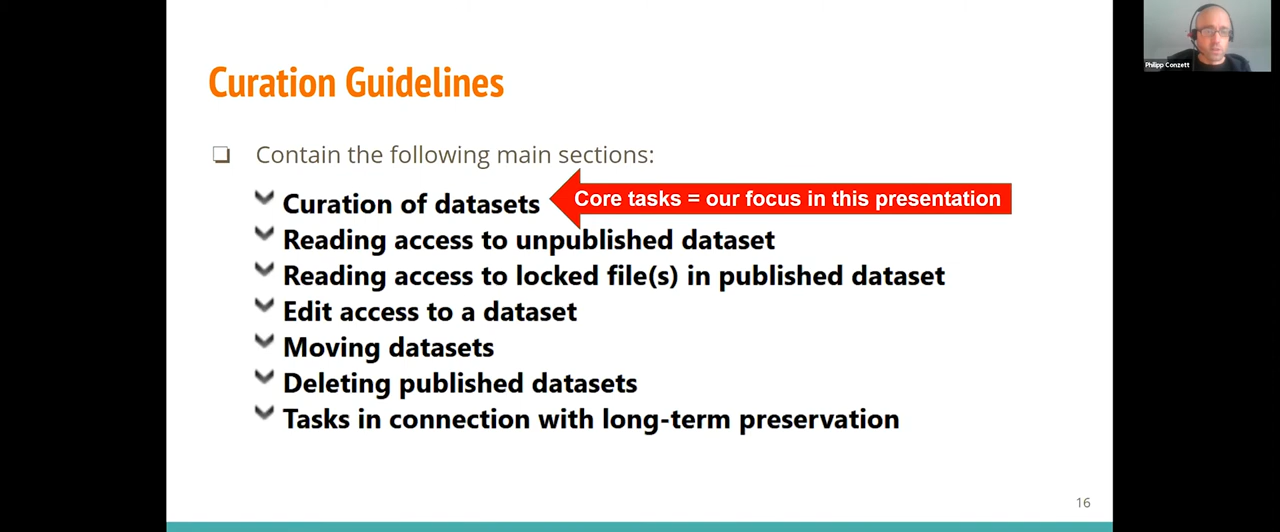 Curation Guidelines
Contain the following main sections:
Curation of datasets
Core tasks = our focus in this presentation
Reading access to unpublished dataset
Reading access to locked file(s) in published dataset
Edit access to a dataset
Moving datasets
Deleting published datasets
Tasks in connection with long-term preservation
16
Philipp Conzett